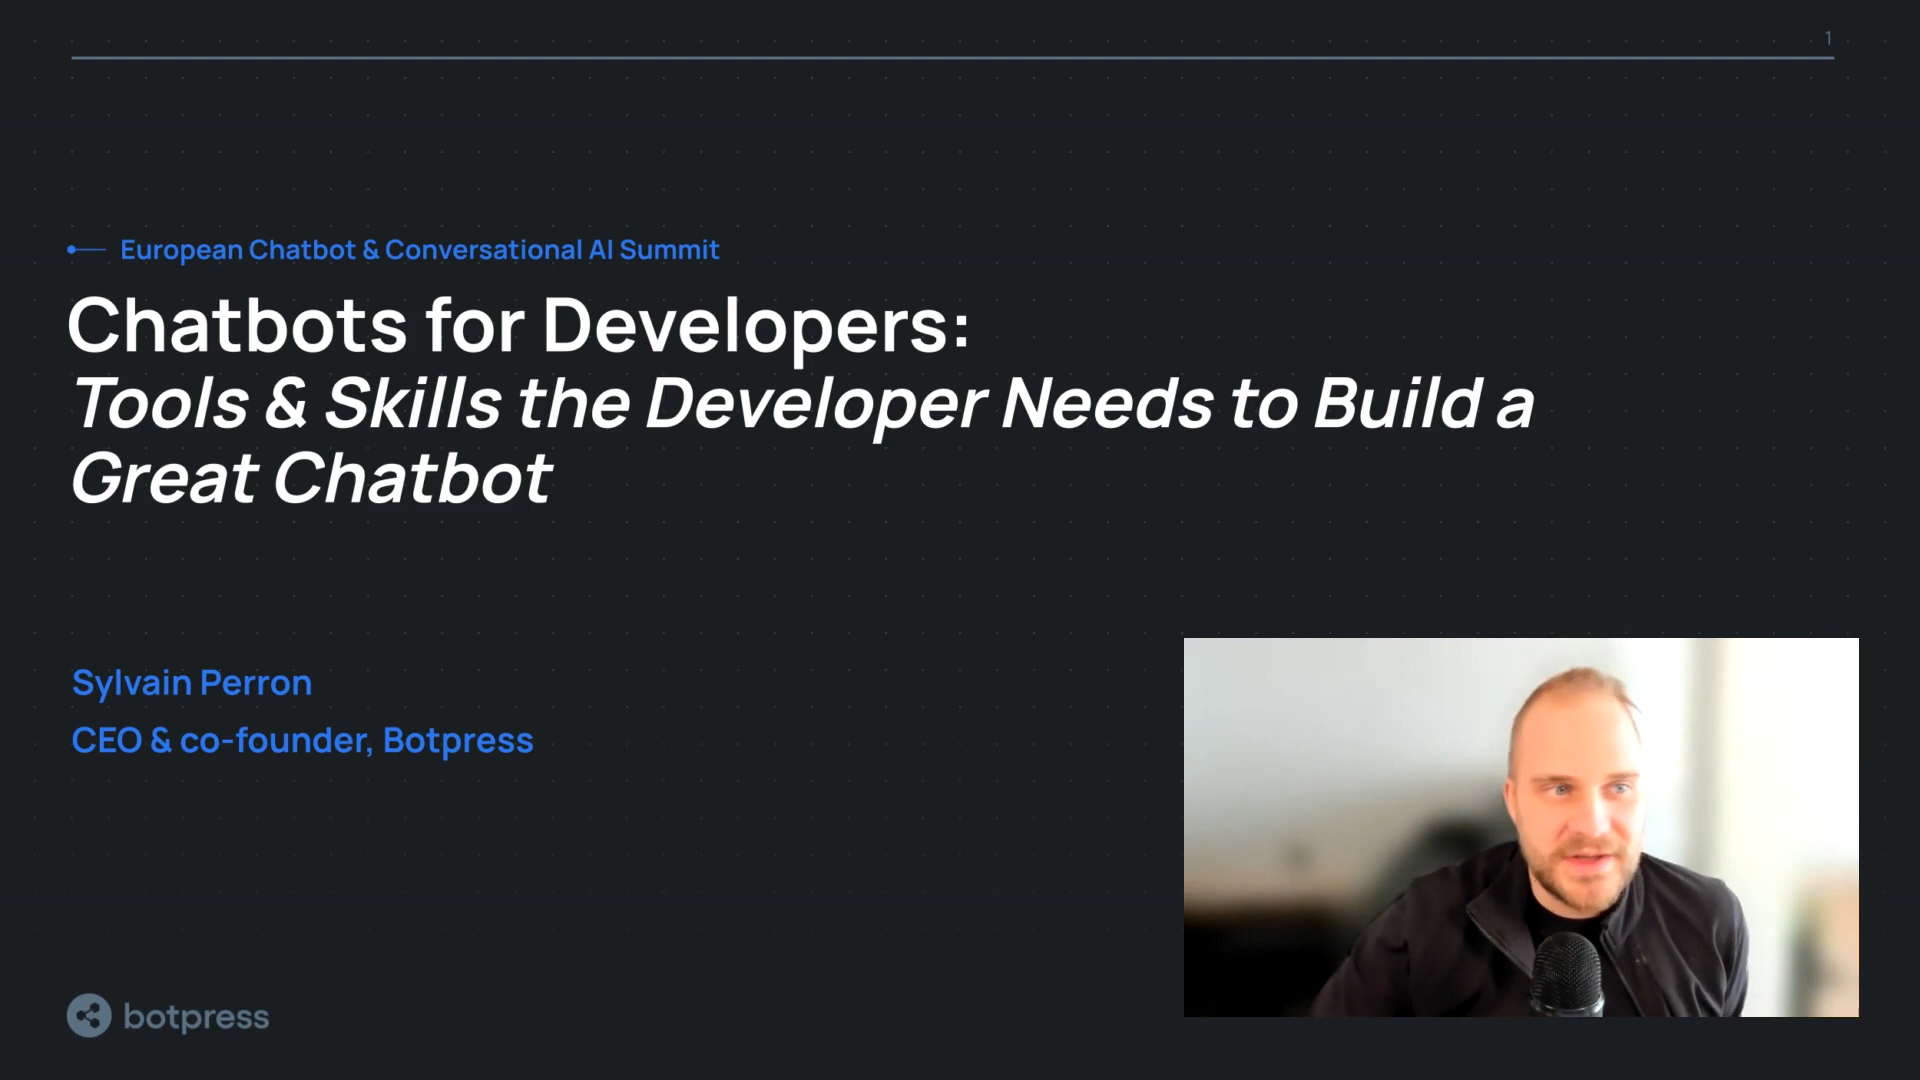 1
European Chatbot & Conversational AI Summit
Chatbots for Developers:
Tools & Skills the Developer Needs to Build a
Great Chatbot
Sylvain Perron
CEO & co-founder, Botpress
botpress